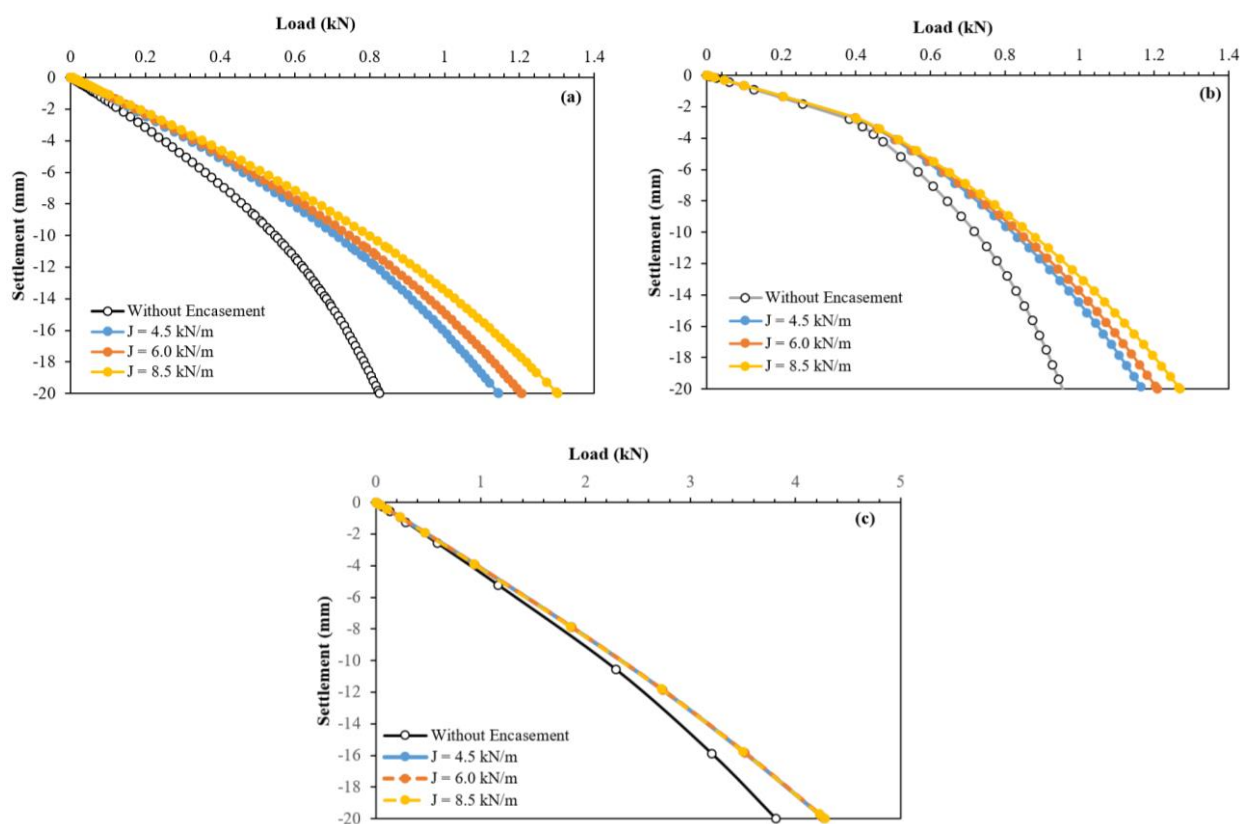 Load (kN)
0 0.2 0.4 0.6 0.8 1 1.2 1.4
0
-2
-4
-6
-8
-10
-12
-14
-16
-18
-20
Settlement (mm)
(a)
Without Encasement
J = 4.5 kN/m
J = 6.0 kN/m
J = 8.5 kN/m
Load (kN)
0 0.2 0.4 0.6 0.8 1 1.2 1.4
0
-2
-4
-6
-8
-10
-12
-14
-16
-18
-20
Settlement (mm)
(b)
Without Encasement
J = 4.5 kN/m
J = 6.0 kN/m
J = 8.5 kN/m
Load (kN)
0 1 2 3 4 5
0
-2
-4
-6
-8
-10
-12
-14
-16
-18
-20
Settlement (mm)
(c)
Without Encasement
J = 4.5 kN/m
J = 6.0 kN/m
J = 8.5 kN/m